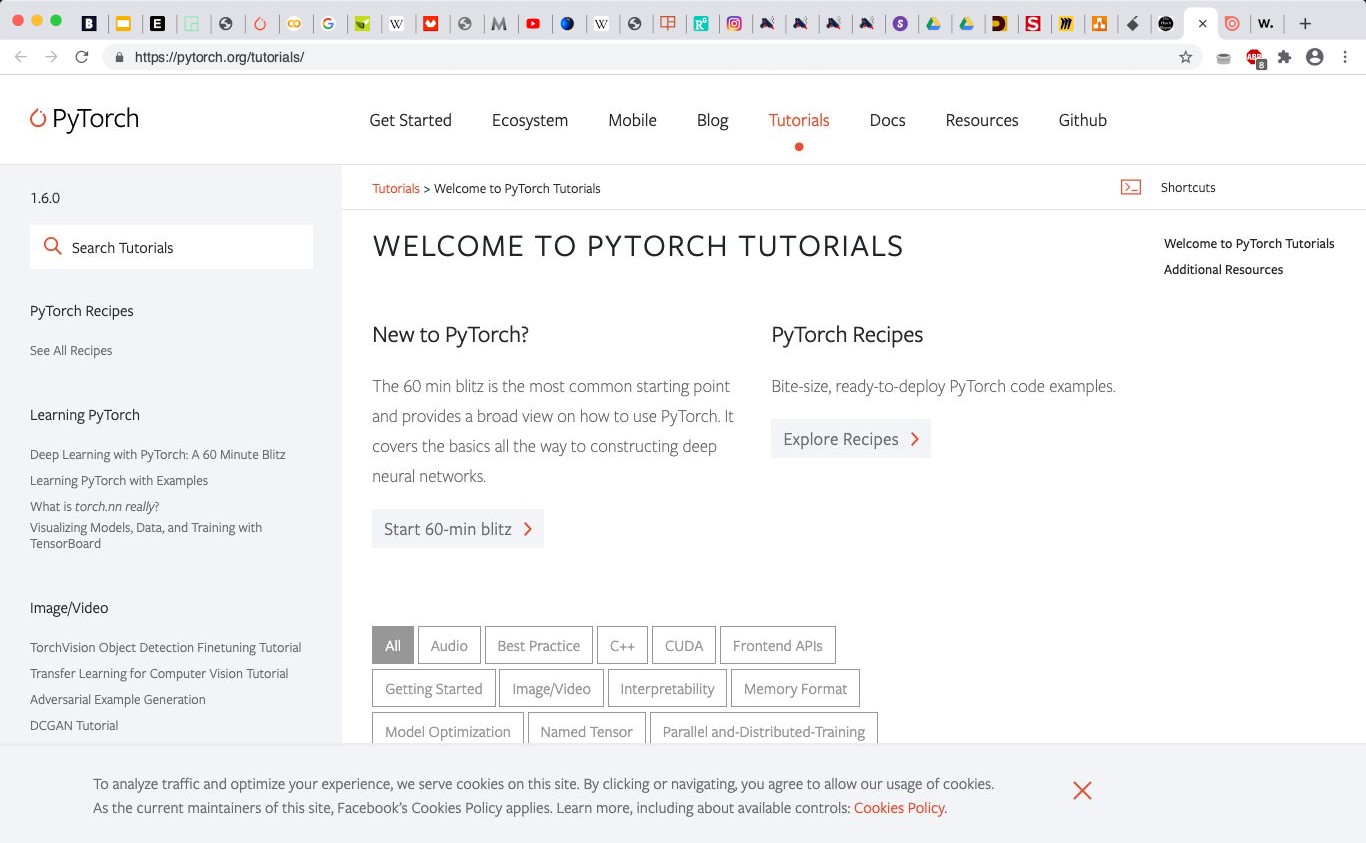 https://pytorch.org/tutorials/
ABP
8
PyTorch
Get Started
Ecosystem
Mobile
Blog
Tutorials
Docs
Resources
Github
1.6.0
Search Tutorials
PyTorch Recipes
See All Recipes
Learning PyTorch
Deep Learning with PyTorch: A 60 Minute Blitz
Learning PyTorch with Examples
What is torch.nn really?
Visualizing Models, Data, and Training with
TensorBoard
Image/Video
TorchVision Object Detection Finetuning Tutorial
Transfer Learning for Computer Vision Tutorial
Adversarial Example Generation
DCGAN Tutorial
Tutorials > Welcome to PyTorch Tutorials
Shortcuts
WELCOME TO PYTORCH TUTORIALS
New to PyTorch?
The 60 min blitz is the most common starting point
and provides a broad view on how to use PyTorch. It
covers the basics all the way to constructing deep
neural networks.
Start 60-min blitz
PyTorch Recipes
Bite-size, ready-to-deploy PyTorch code examples.
Explore Recipes
All
Audio
Best Practice
C++
CUDA
Frontend APIs
Getting Started
Image/Video
Interpretability
Memory Format
Model Optimization
Named Tensor
Parallel and-Distributed-Training
Welcome to PyTorch Tutorials
Additional Resources
To analyze traffic and optimize your experience, we serve cookies on this site. By clicking or navigating, you agree to allow our usage of cookies.
As the current maintainers of this site, Facebook's Cookies Policy applies. Learn more, including about available controls: Cookies Policy.